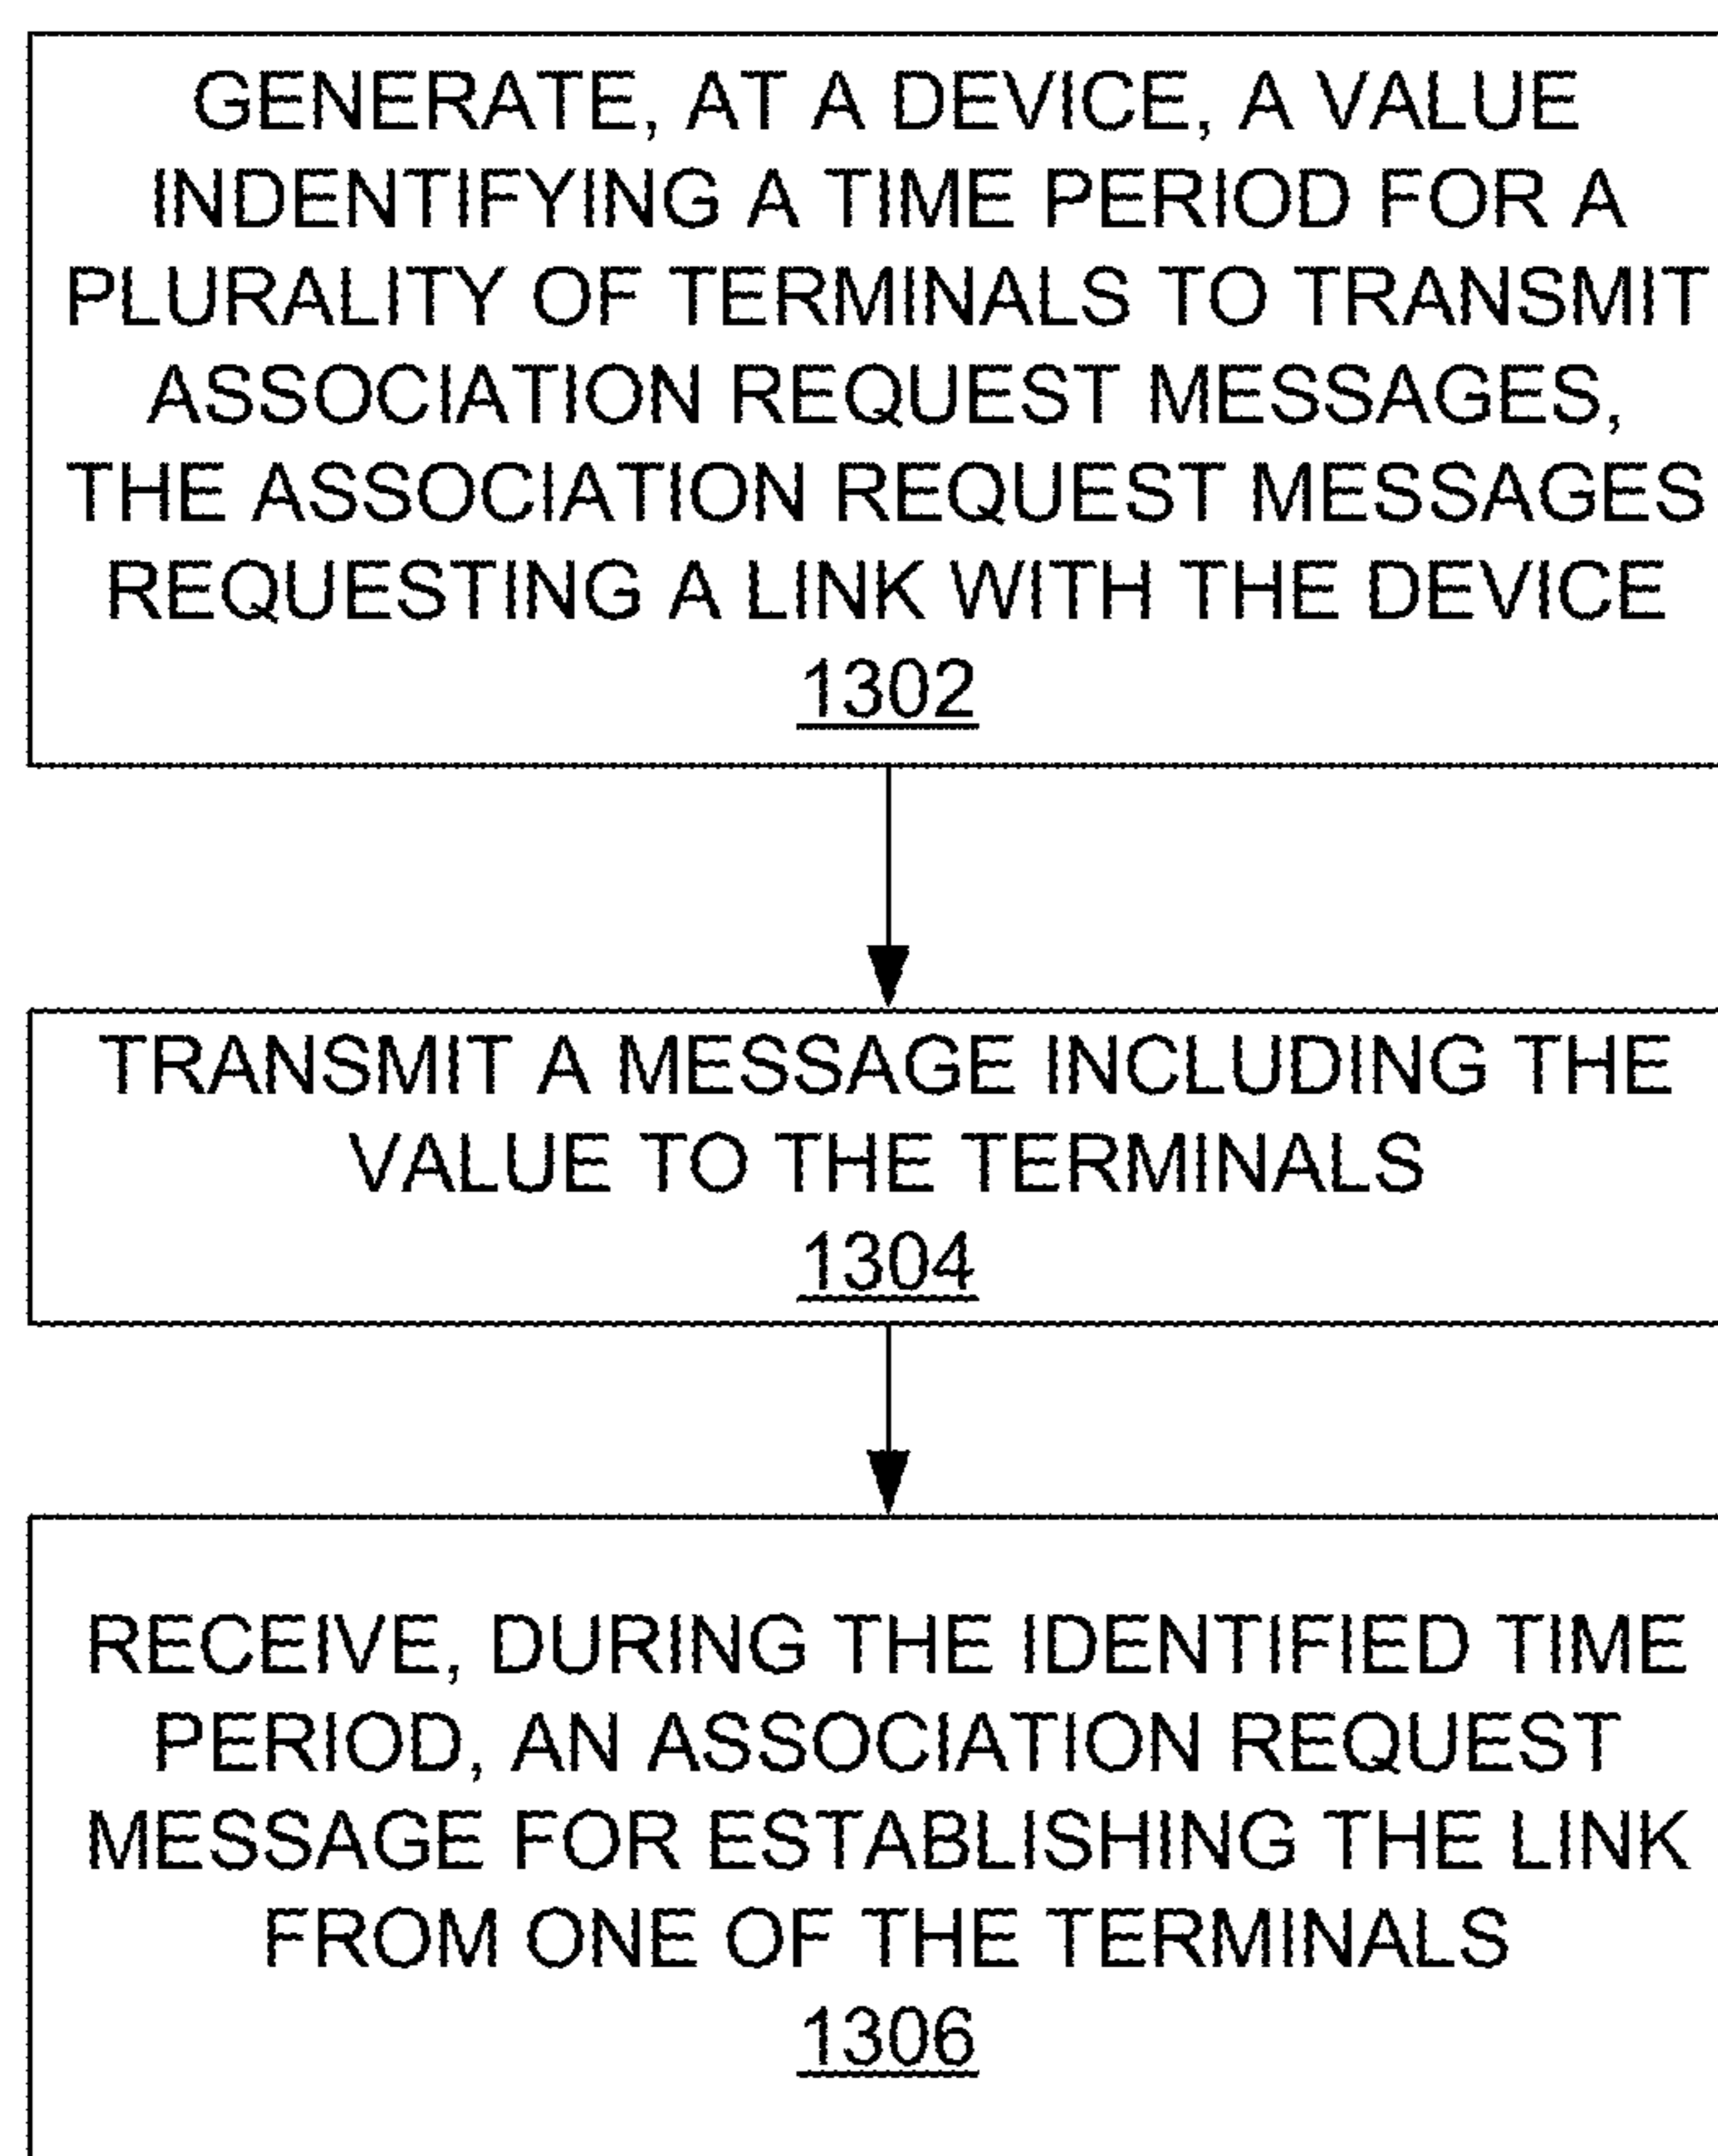 GENERATE, AT A DEVICE, A VALUE
INDENTIFYING A TIME PERIOD FOR A
PLURALITY OF TERMINALS TO TRANSMIT
ASSOCIATION REQUEST MESSAGES,
THE ASSOCIATION REQUEST MESSAGES
REQUESTING A LINK WITH THE DEVICE
1302
TRANSMIT A MESSAGE INCLUDING THE
VALUE TO THE TERMINALS
1304
RECEIVE, DURING THE IDENTIFIED TIME
PERIOD, AN ASSOCIATION REQUEST
MESSAGE FOR ESTABLISHING THE LINK
FROM ONE OF THE TERMINALS
1306